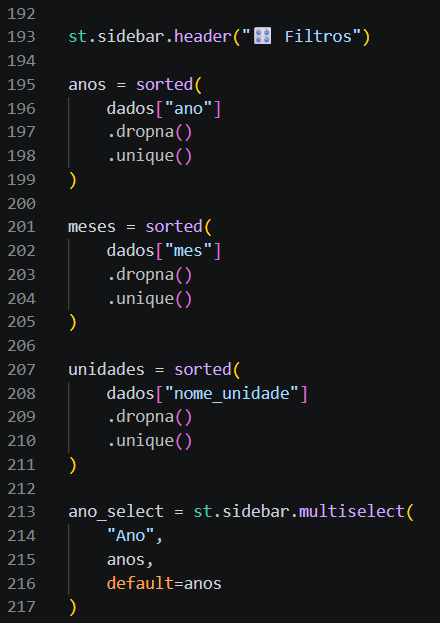 192
193 st.sidebar.header("🎛️ Filtros")
194
195 anos = sorted(
196     dados["ano"]
197     .dropna()
198     .unique()
199 )
200
201 meses = sorted(
202     dados["mes"]
203     .dropna()
204     .unique()
205 )
206
207 unidades = sorted(
208     dados["nome_unidade"]
209     .dropna()
210     .unique()
211 )
212
213 ano_select = st.sidebar.multiselect(
214     "Ano",
215     anos,
216     default=anos
217 )